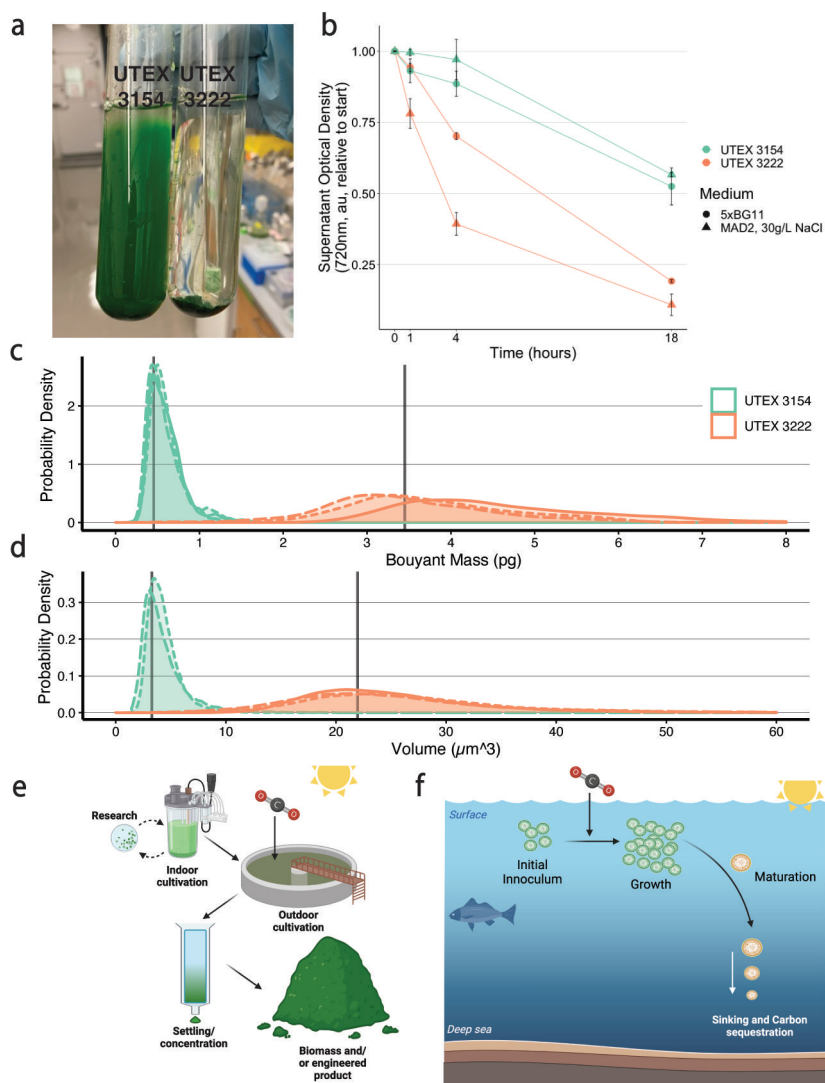 a
UTEX UTEX
3154 3222
b
Supernatant Optical Density
(720nm, au, relative to start)
1.00
0.75
0.50
0.25
0 1 4 18
Time (hours)
UTEX 3154
UTEX 3222
Medium
5xBG11
MAD2, 30g/L NaCl
c
Probability Density
2
1
0
0 1 2 3 4 5 6 7 8
Bouyant Mass (pg)
UTEX 3154
UTEX 3222
d
Probability Density
0.3
0.2
0.1
0.0
0 10 20 30 40 50 60
Volume (µm^3)
e
Research
Indoor
cultivation
O C O
Outdoor
cultivation
Settling/
concentration
Biomass and/
or engineered
product
f
O C O
Surface
Initial
Innoculum
Growth
Maturation
Sinking and Carbon
sequestration
Deep sea